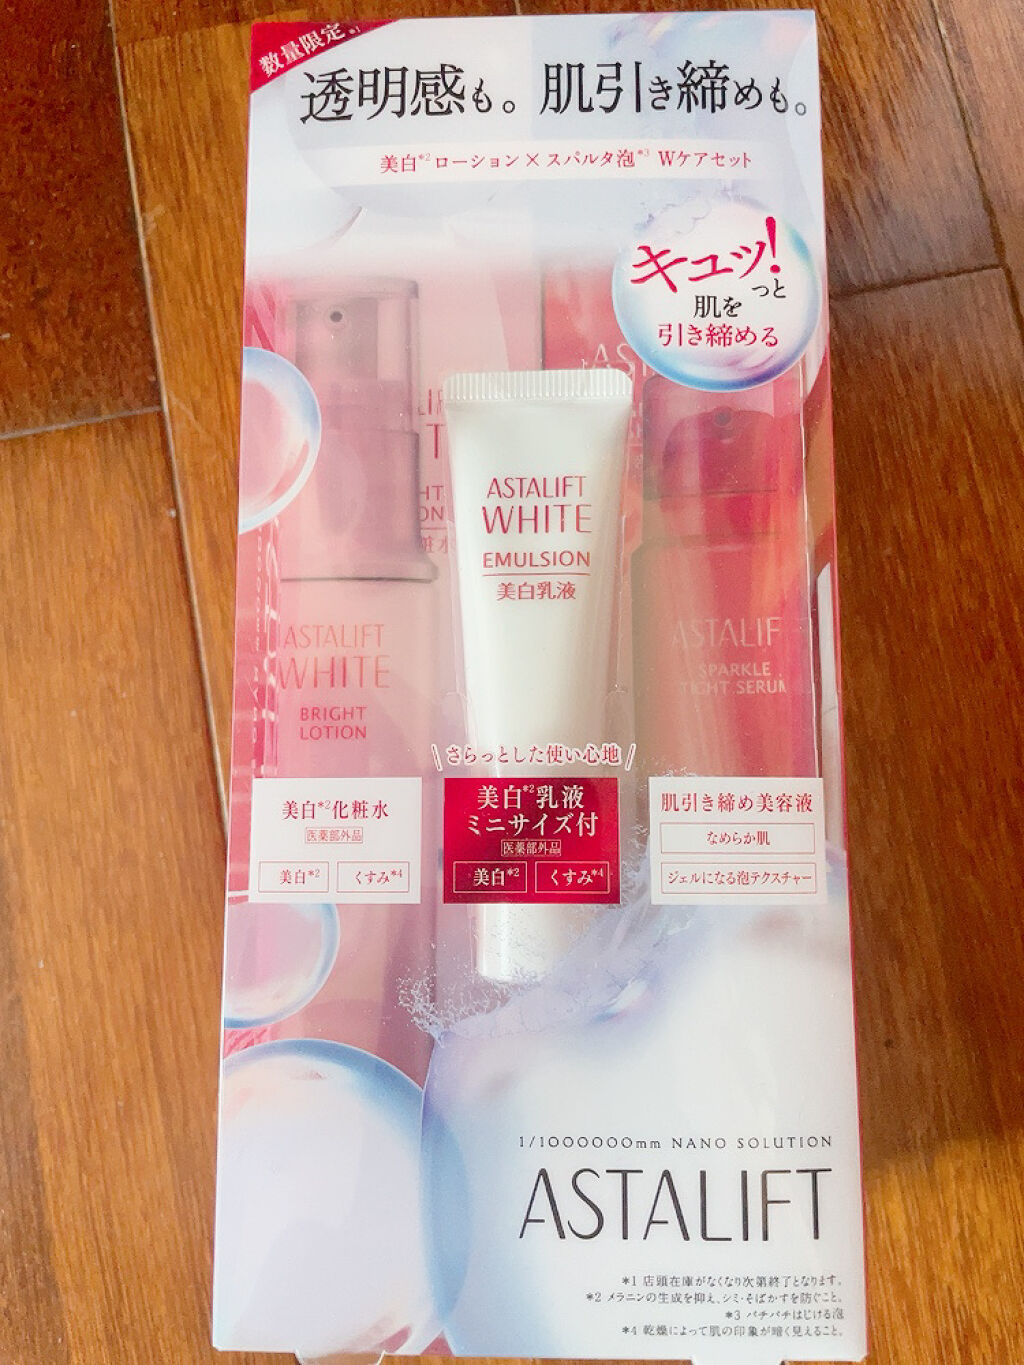 数量限定*1
透明感も。肌引き締めも。
美白*2ローション×スパルタ泡*3 Wケアセット
キュッ!
っと
肌を
引き締める
ASTALIFT
WHITE
EMULSION
美白乳液
ASTALIFT
WHITE
BRIGHT
LOTION
ASTALIF
SPARKLE
TIGHT SERUM
\ さらっとした使い心地 /
美白*2化粧水
医薬部外品
美白*2 くすみ*4
美白*2乳液
ミニサイズ付
医薬部外品
美白*2 くすみ*4
肌引き締め美容液
なめらか肌
ジェルになる泡テクスチャー
1/1000000mm NANO SOLUTION
ASTALIFT
*1 店頭在庫がなくなり次第終了となります。
*2 メラニンの生成を抑え、シミ・そばかすを防ぐこと。
*3 パチパチはじける泡
*4 乾燥によって肌の印象が暗く見えること。